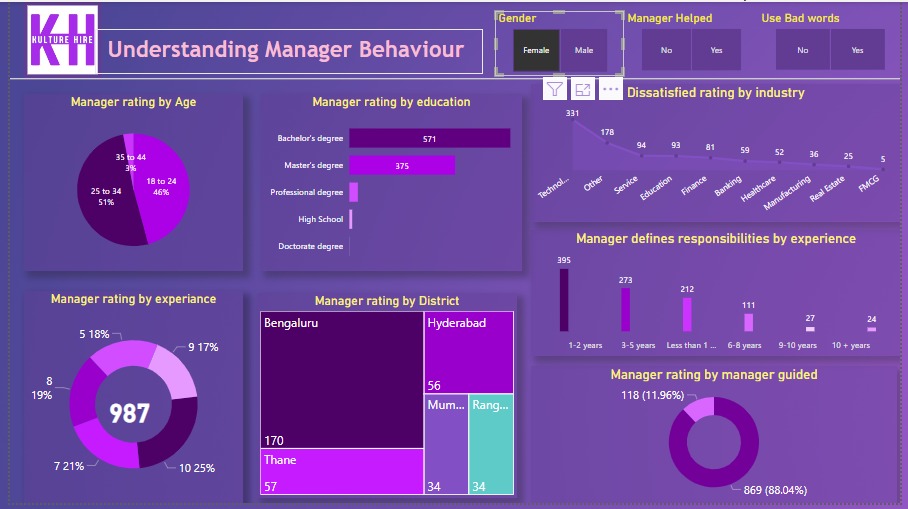 KH
KULTURE HIRE
Understanding Manager Behaviour
Gender
Female
Male
Manager Helped
No
Yes
Use Bad words
No
Yes
Manager rating by Age
35 to 44
3%
18 to 24
46%
25 to 34
51%
Manager rating by education
Bachelor's degree
571
Master's degree
375
Professional degree
High School
Doctorate degree
Dissatisfied rating by industry
331
178
94
93
81
59
52
36
25
5
Technol...
Other
Service
Education
Finance
Banking
Healthcare
Manufacturing
Real Estate
FMCG
Manager defines responsibilities by experience
395
273
212
111
27
24
1-2 years
3-5 years
Less than 1 ...
6-8 years
9-10 years
10 + years
Manager rating by experiance
5 18%
9 17%
8
19%
987
7 21%
10 25%
Manager rating by District
Bengaluru
170
Thane
57
Hyderabad
56
Mum...
34
Rang...
34
Manager rating by manager guided
118 (11.96%)
869 (88.04%)